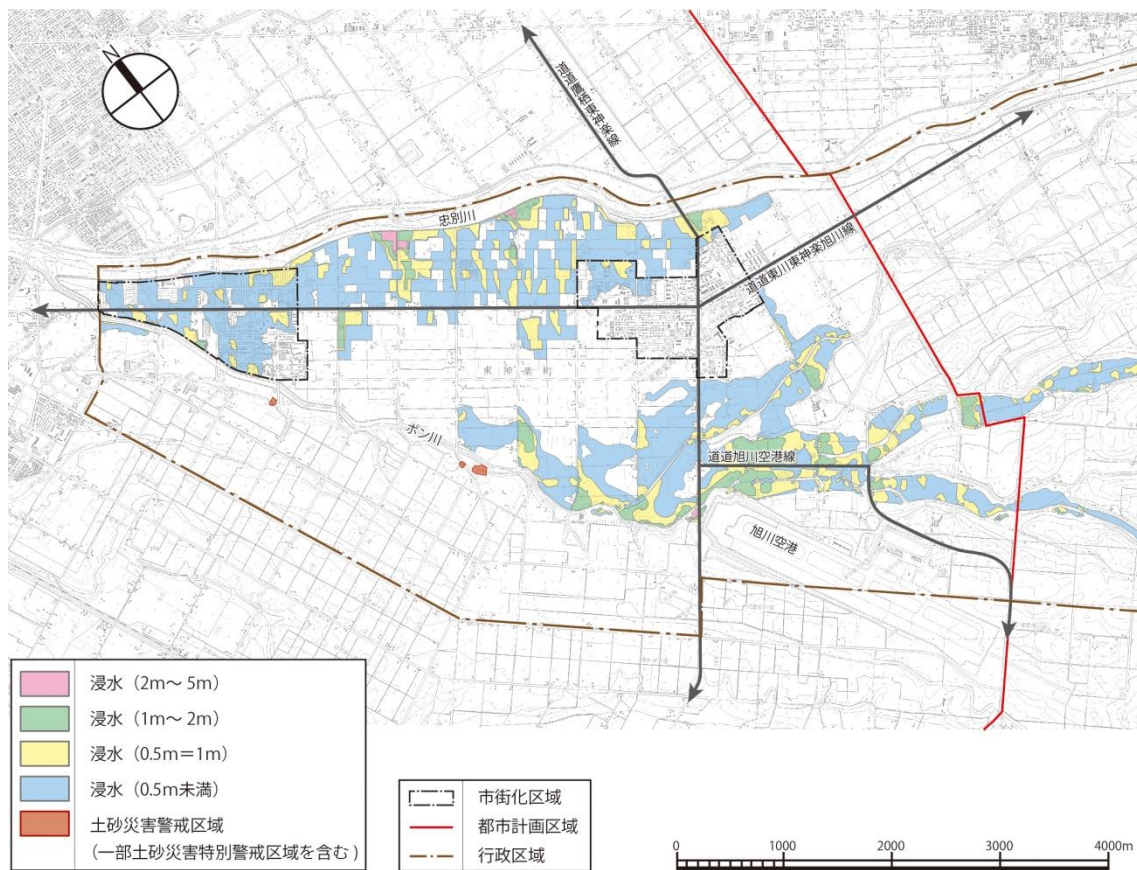 N
道道鷹栖東神楽線
忠別川
道道東川東神楽旭川線
東神楽町
ポン川
道道旭川空港線
旭川空港
浸水（2m～5m）
浸水（1m～2m）
浸水（0.5m＝1m）
浸水（0.5m未満）
土砂災害警戒区域
（一部土砂災害特別警戒区域を含む）
市街化区域
都市計画区域
行政区域
0 1000 2000 3000 4000m